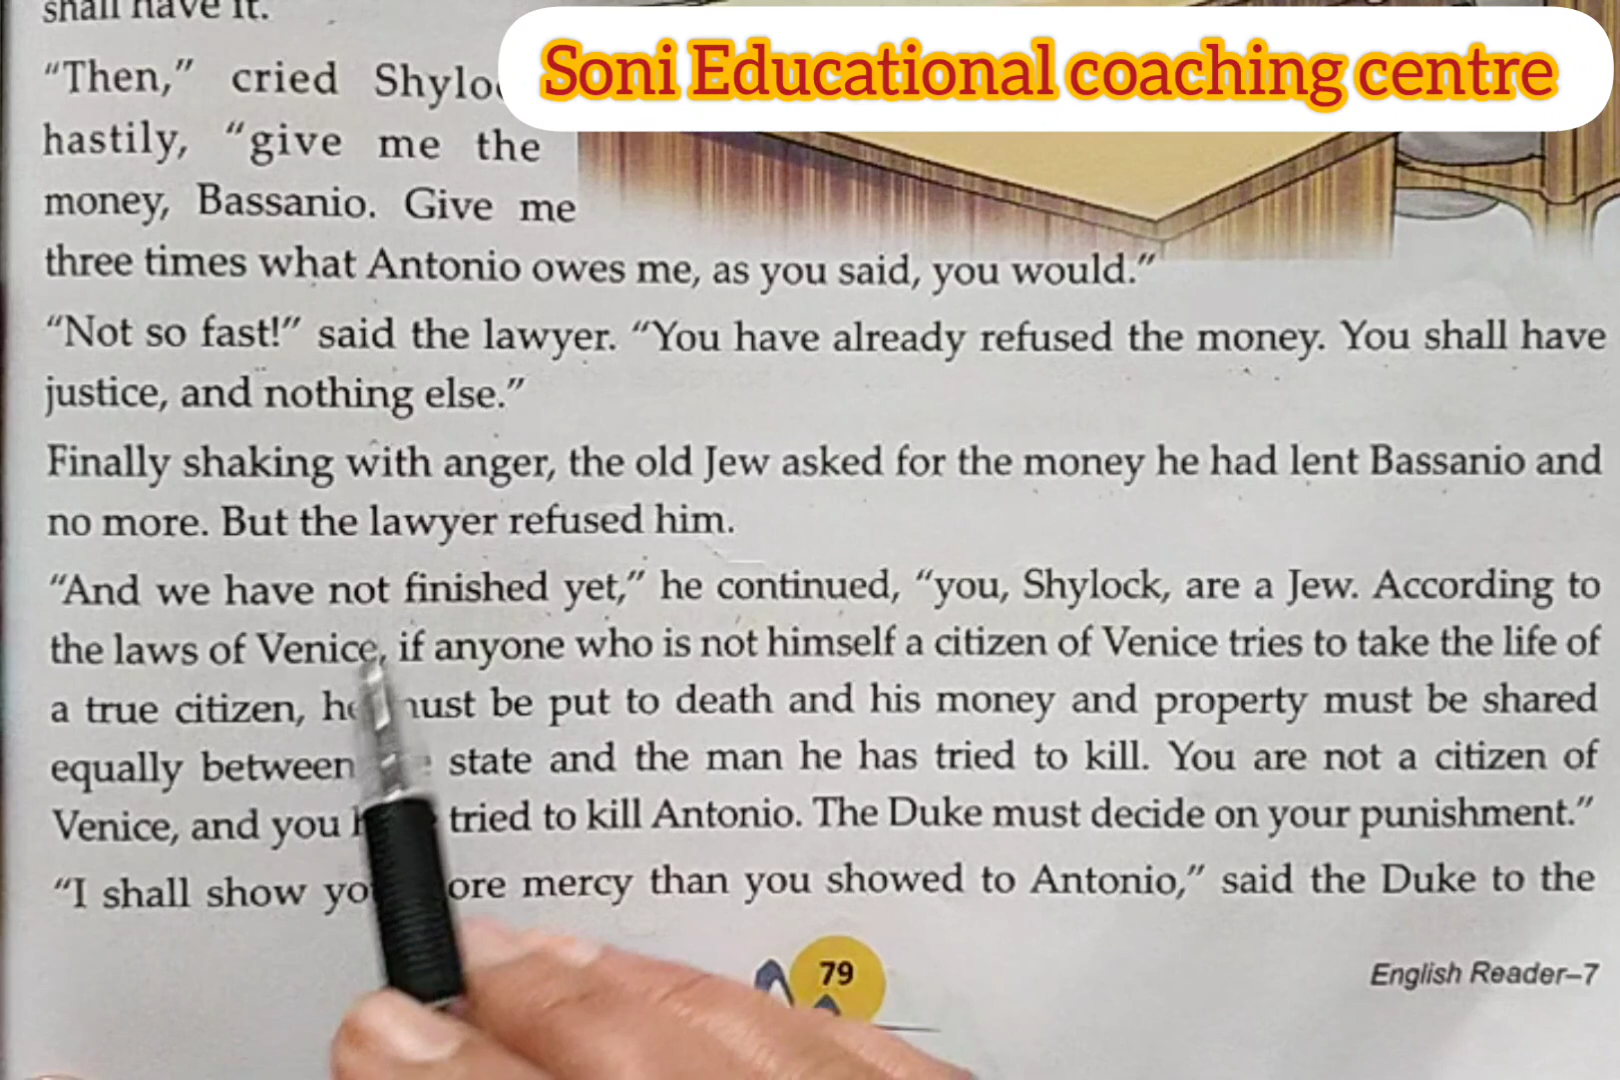 shall have it.
Soni Educational coaching centre
"Then," cried
hastily, "give me the
money, Bassanio. Give me
three times what Antonio owes me, as you said, you would."
"Not so fast!" said the lawyer. "You have already refused the money. You shall have
justice, and nothing else."
Finally shaking with anger, the old Jew asked for the money he had lent Bassanio and
no more. But the lawyer refused him.
"And we have not finished yet," he continued, "you, Shylock, are a Jew. According to
the laws of Venice, if anyone who is not himself a citizen of Venice tries to take the life of
a true citizen, must be put to death and his money and property must be shared
equally between state and the man he has tried to kill. You are not a citizen of
Venice, and you tried to kill Antonio. The Duke must decide on your punishment."
"I shall show mercy than you showed to Antonio," said the Duke to the
79
English Reader–7